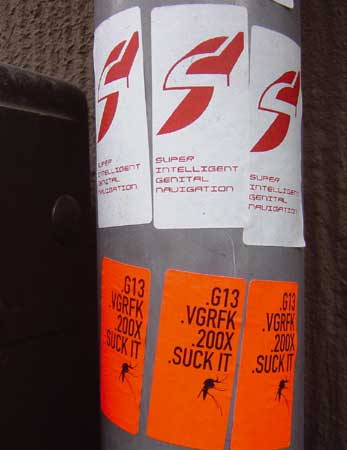 SUPER
INTELLIGENT
GENITAL
NAVIGATION
SUPER
INTELLIGENT
GENITAL
NAVIGATION
SUPER
INTELLIGENT
GENITAL
NAVIGATION
.G13
.VGRFK
.200X
.SUCK IT
.G13
.VGRFK
.200X
.SUCK IT
.G13
.VGRFK
.200X
.SUCK IT